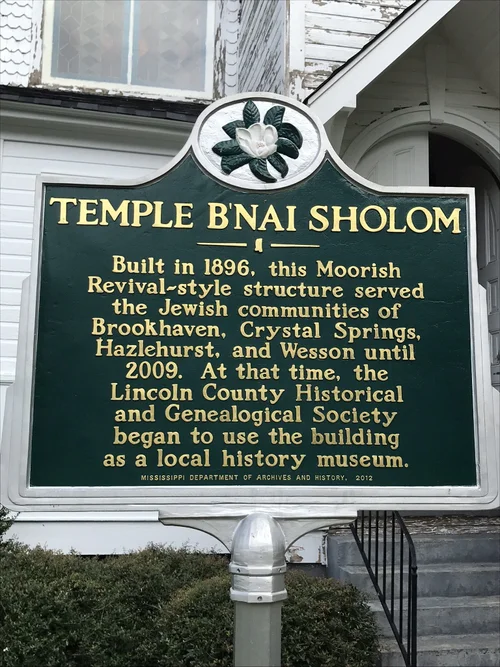 TEMPLE B'NAI SHOLOM
Built in 1896, this Moorish
Revival-style structure served
the Jewish communities of
Brookhaven, Crystal Springs,
Hazlehurst, and Wesson until
2009. At that time, the
Lincoln County Historical
and Genealogical Society
began to use the building
as a local history museum.
MISSISSIPPI DEPARTMENT OF ARCHIVES AND HISTORY, 2012